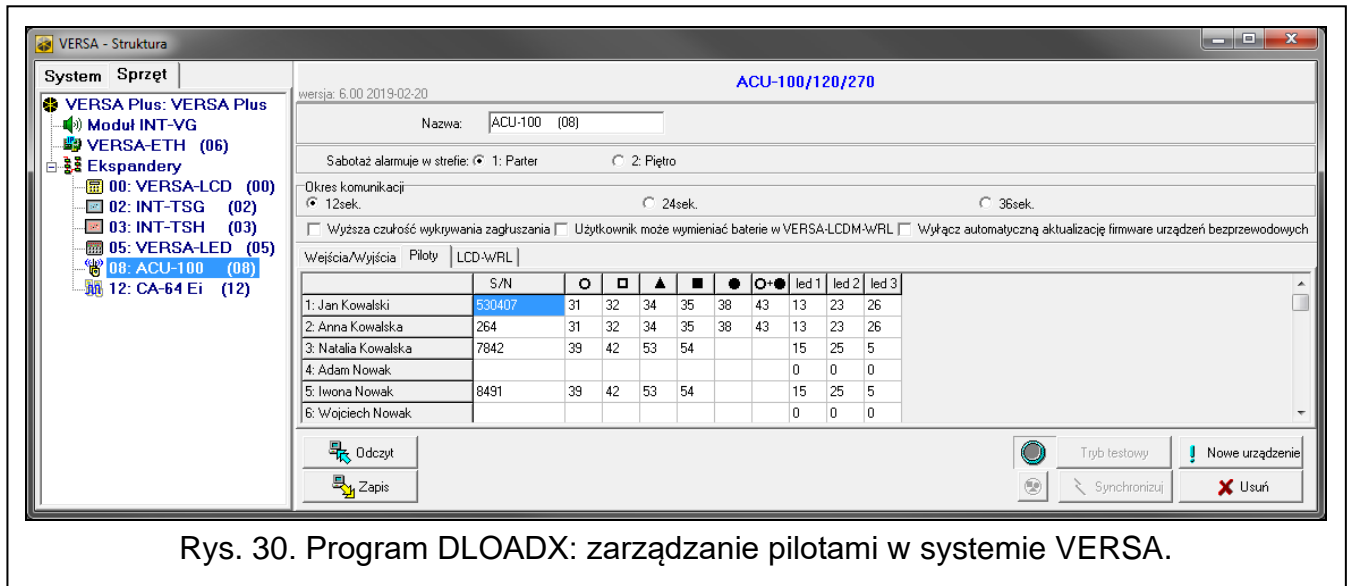 VERSA - Struktura
System Sprzęt
VERSA Plus: VERSA Plus
Moduł INT-VG
VERSA-ETH (06)
Ekspandery
00: VERSA-LCD (00)
02: INT-TSG (02)
03: INT-TSH (03)
05: VERSA-LED (05)
08: ACU-100 (08)
12: CA-64 Ei (12)
wersja: 6.00 2019-02-20
ACU-100/120/270
Nazwa: ACU-100 (08)
Sabotaż alarmuje w strefie: 1: Parter 2: Piętro
Okres komunikacji
12sek. 24sek. 36sek.
Wyższa czułość wykrywania zagłuszania Użytkownik może wymieniać baterie w VERSA-LCDM-WRL Wyłącz automatyczną aktualizację firmware urządzeń bezprzewodowych
Wejścia/Wyjścia Piloty LCD-WRL
S/N led 1 led 2 led 3
1: Jan Kowalski 530407 31 32 34 35 38 43 13 23 26
2: Anna Kowalska 264 31 32 34 35 38 43 13 23 26
3: Natalia Kowalska 7842 39 42 53 54 15 25 5
4: Adam Nowak 0 0 0
5: Iwona Nowak 8491 39 42 53 54 15 25 5
6: Wojciech Nowak 0 0 0
Odczyt Tryb testowy Nowe urządzenie
Zapis Synchronizuj Usuń
Rys. 30. Program DLOADX: zarządzanie pilotami w systemie VERSA.